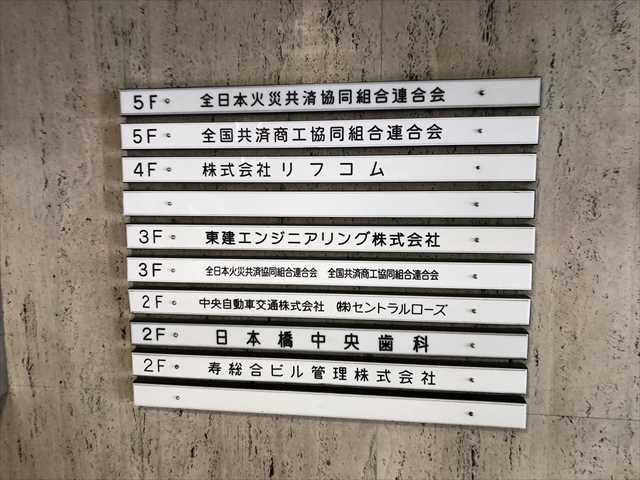 5F 全日本火災共済協同組合連合会
5F 全国共済商工協同組合連合会
4F 株式会社リフコム
3F 東建エンジニアリング株式会社
3F 全日本火災共済協同組合連合会 全国共済商工協同組合連合会
2F 中央自動車交通株式会社 ㈱セントラルローズ
2F 日本橋中央歯科
2F 寿総合ビル管理株式会社